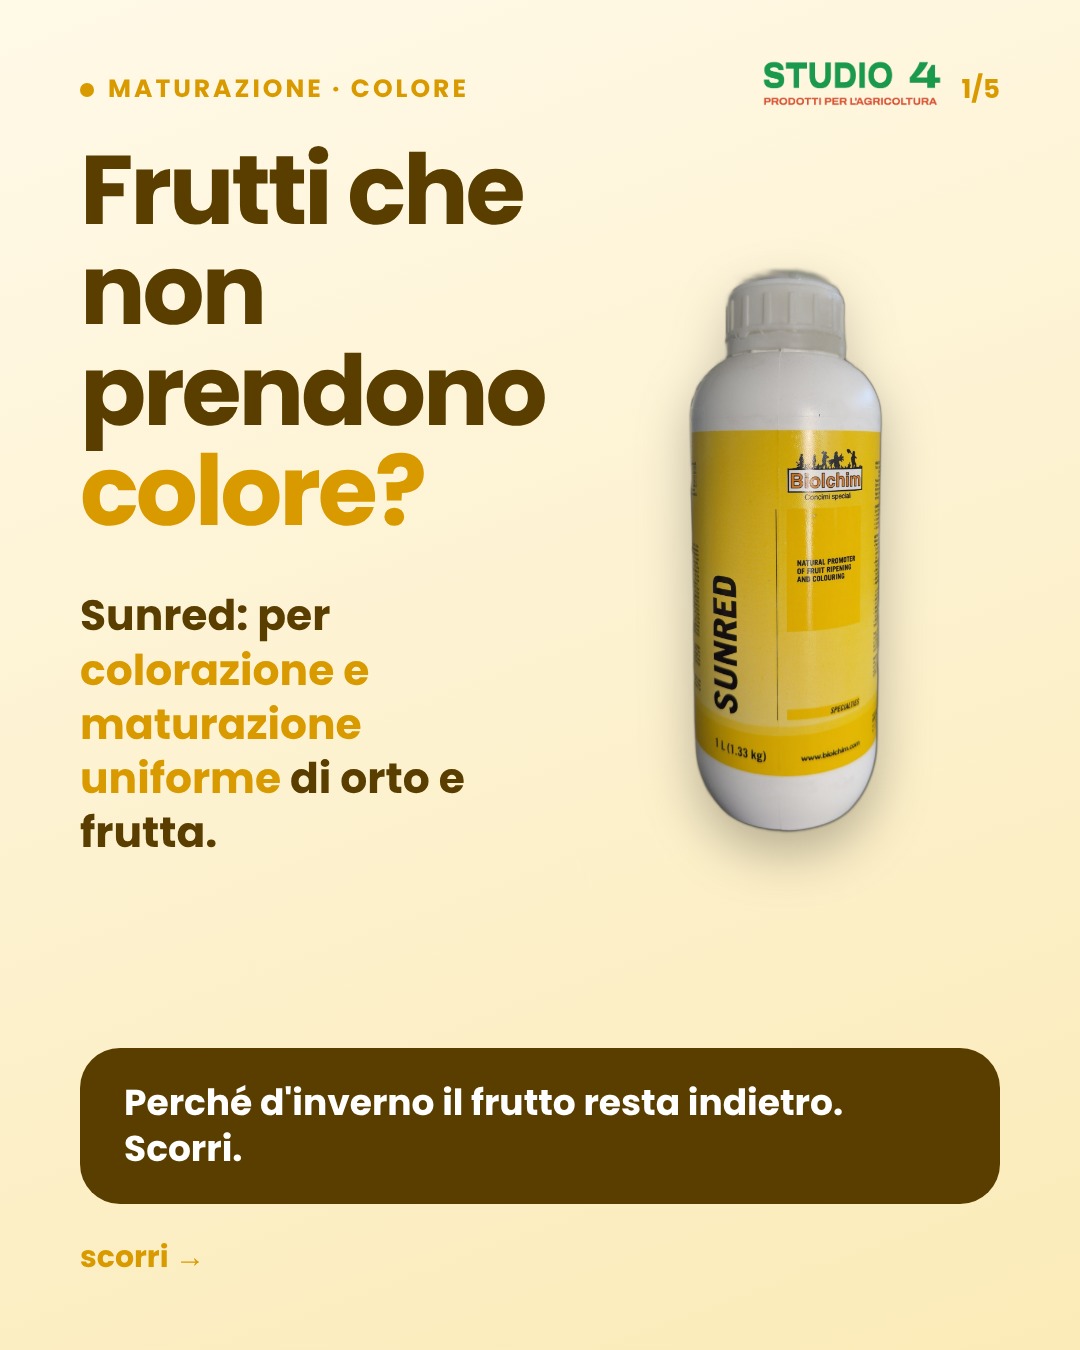 MATURAZIONE · COLORE
STUDIO 4
PRODOTTI PER L'AGRICOLTURA
1/5
Frutti che
non
prendono
colore?
Sunred: per
colorazione e
maturazione
uniforme di orto e
frutta.
Biolchim
Concimi speciali
NATURAL PROMOTER
OF FRUIT RIPENING
AND COLOURING
SUNRED
SPECIALITIES
1 L (1.33 kg)
www.biolchim.com
Perché d'inverno il frutto resta indietro.
Scorri.
scorri →